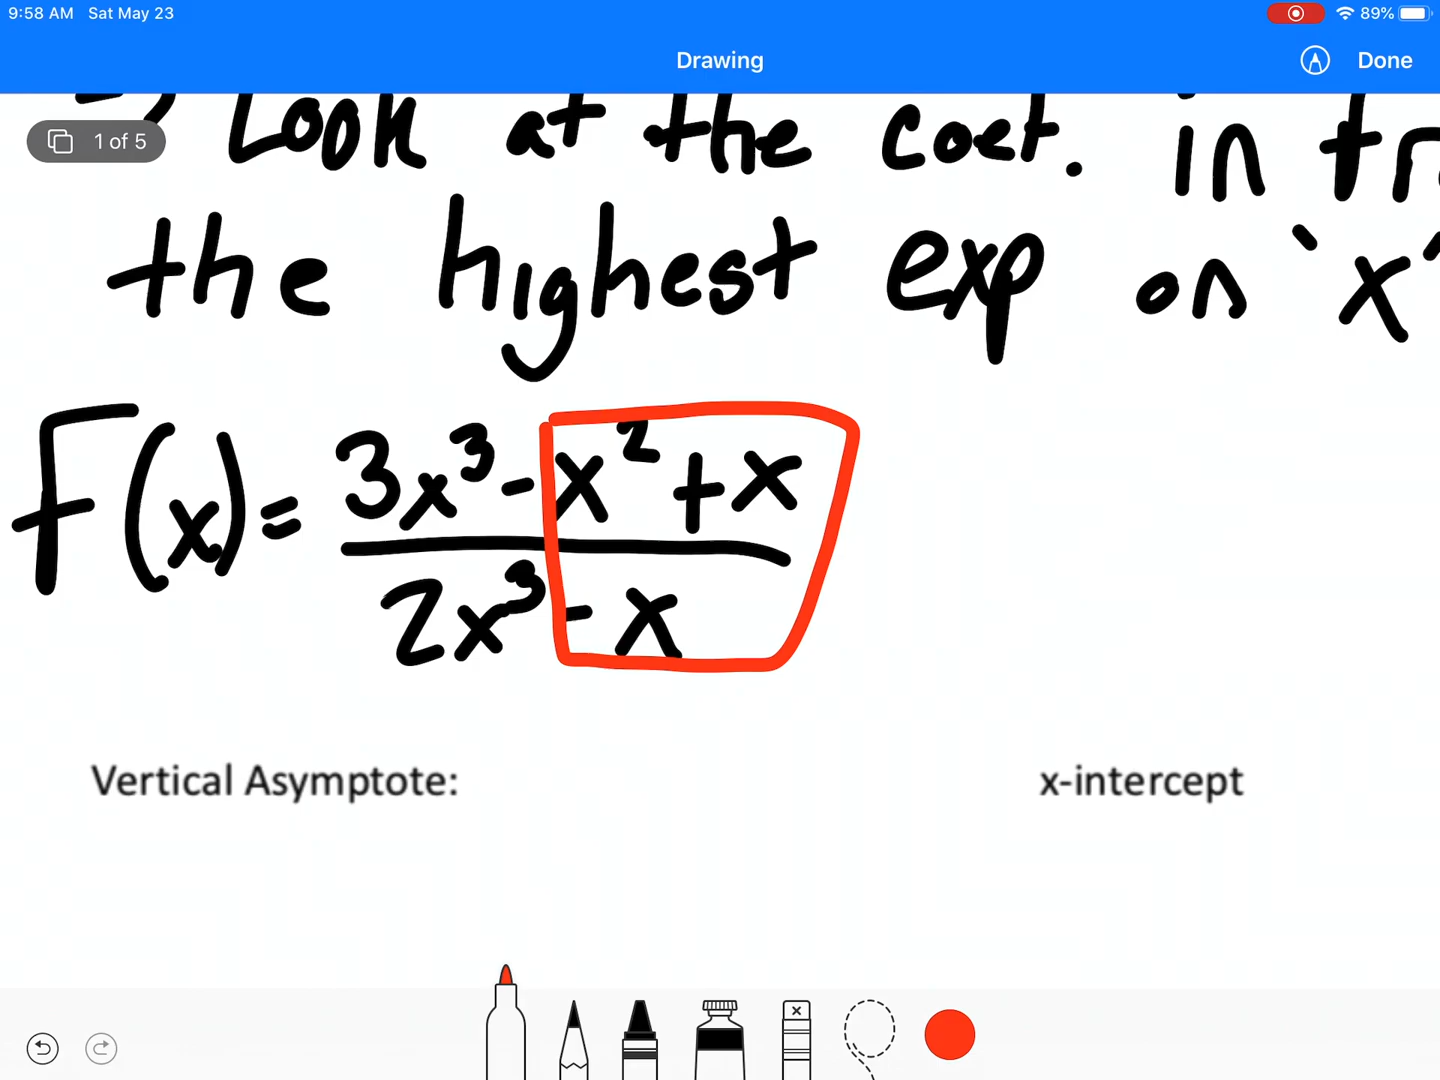 9:58 AM Sat May 23 89%
Drawing Done
1 of 5
Look at the coef. in fr
the highest exp on `x"
F(x)= 3x³-x²+x
2x³-x
Vertical Asymptote: x-intercept